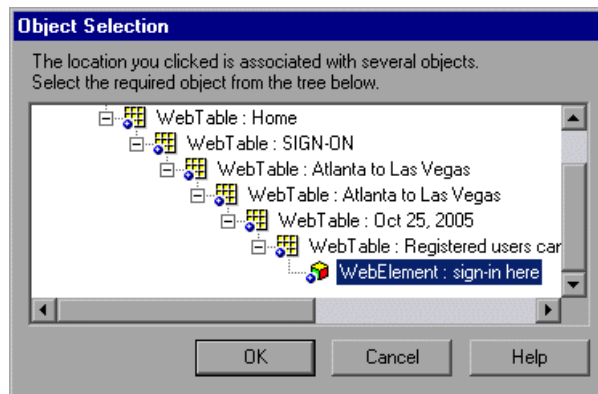 Object Selection
The location you clicked is associated with several objects.
Select the required object from the tree below.
WebTable : Home
WebTable : SIGN-ON
WebTable : Atlanta to Las Vegas
WebTable : Atlanta to Las Vegas
WebTable : Oct 25, 2005
WebTable : Registered users can
WebElement : sign-in here
OK Cancel Help